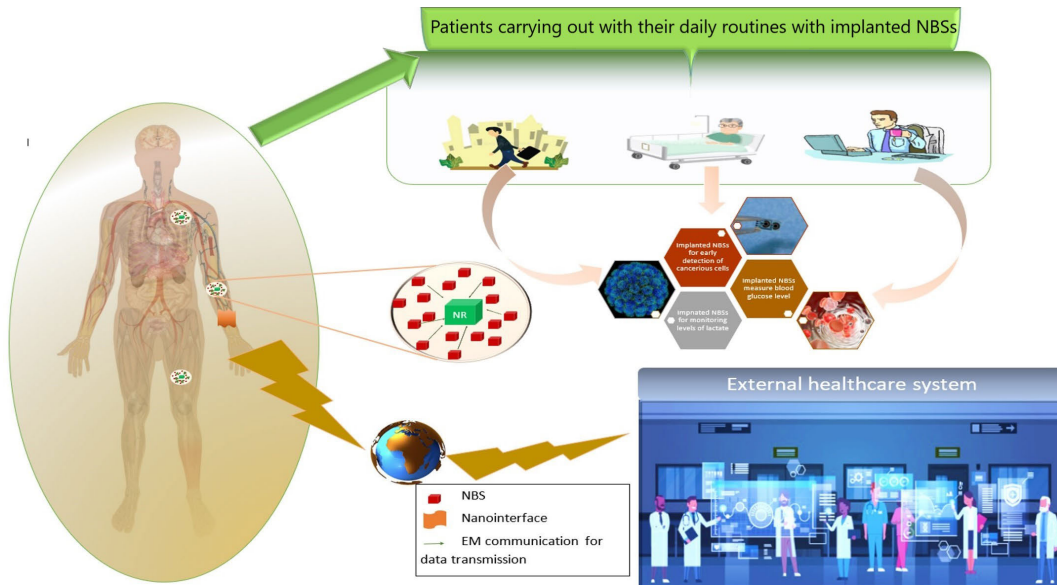 Patients carrying out with their daily routines with implanted NBSs
Implanted NBSs
for early
detection of
cancerious cells
Implanted NBSs
measure blood
glucose level
Impnated NBSs
for monitoring
levels of lactate
NBS
NR
NBS
External healthcare system
NBS
Nanointerface
EM communication for
data transmission